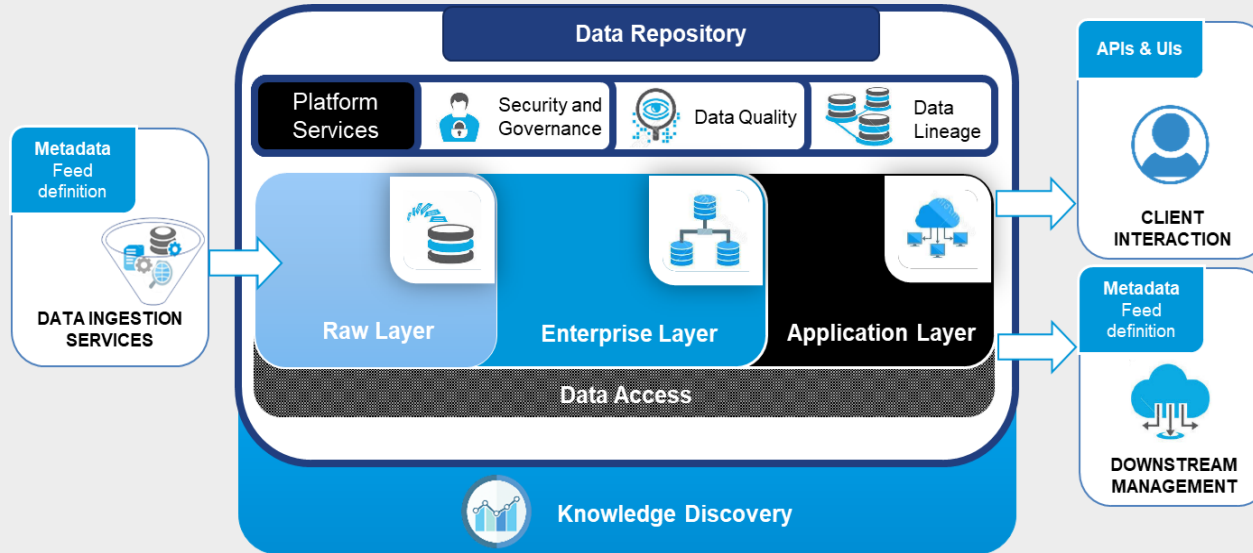 Data Repository
Platform
Services
Security and
Governance
Data Quality
Data
Lineage
Metadata
Feed
definition
DATA INGESTION
SERVICES
Raw Layer
Enterprise Layer
Application Layer
Data Access
Knowledge Discovery
APIs & UIs
CLIENT
INTERACTION
Metadata
Feed
definition
DOWNSTREAM
MANAGEMENT